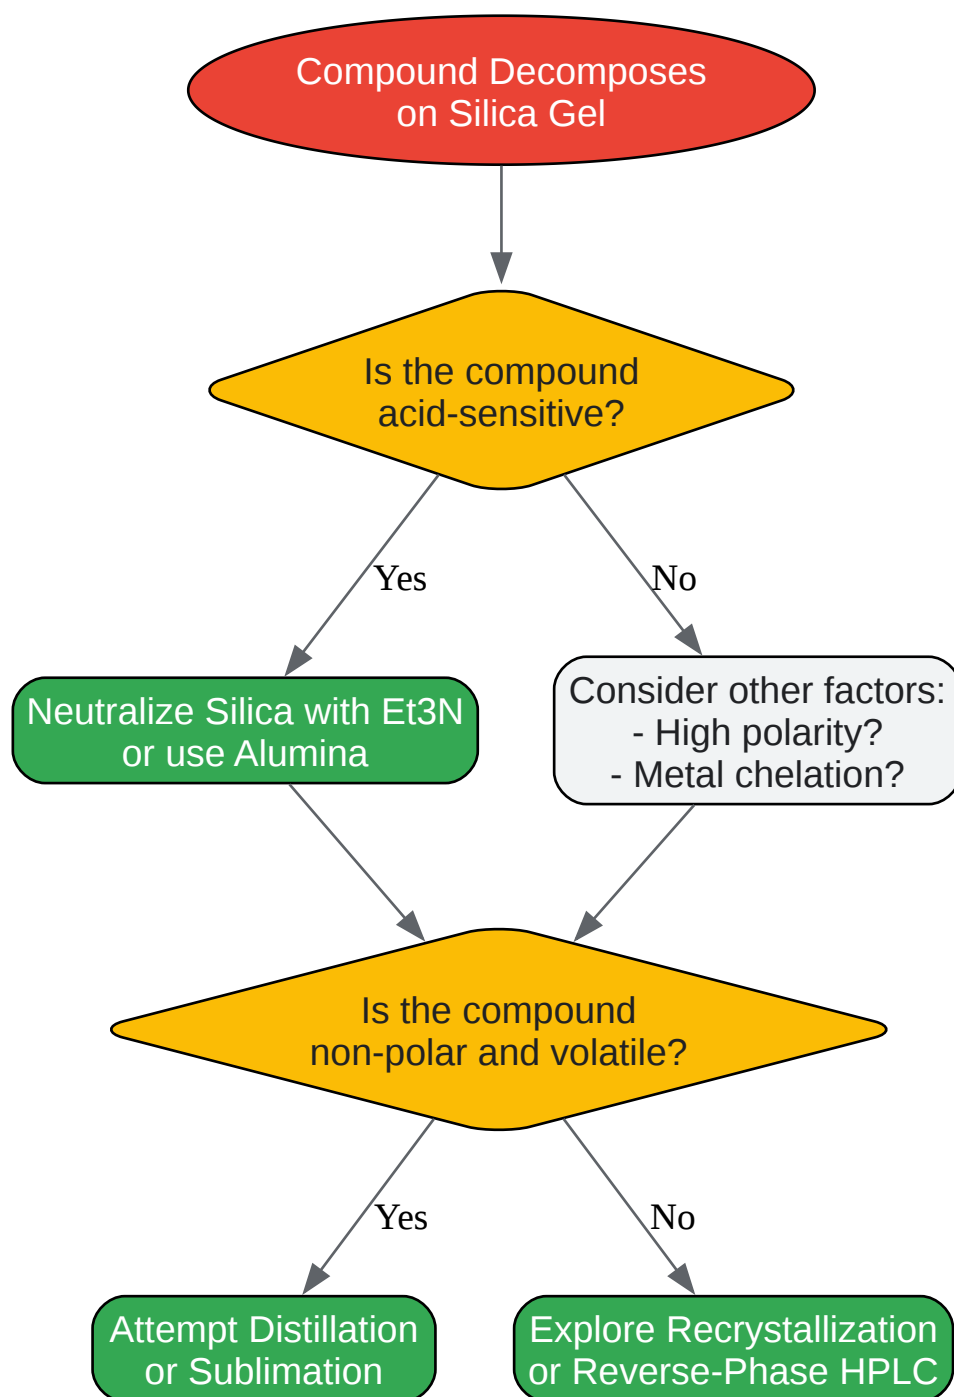 Compound Decomposes
on Silica Gel
Is the compound
acid-sensitive?
Yes
No
Neutralize Silica with Et3N
or use Alumina
Consider other factors:
- High polarity?
- Metal chelation?
Is the compound
non-polar and volatile?
Yes
No
Attempt Distillation
or Sublimation
Explore Recrystallization
or Reverse-Phase HPLC